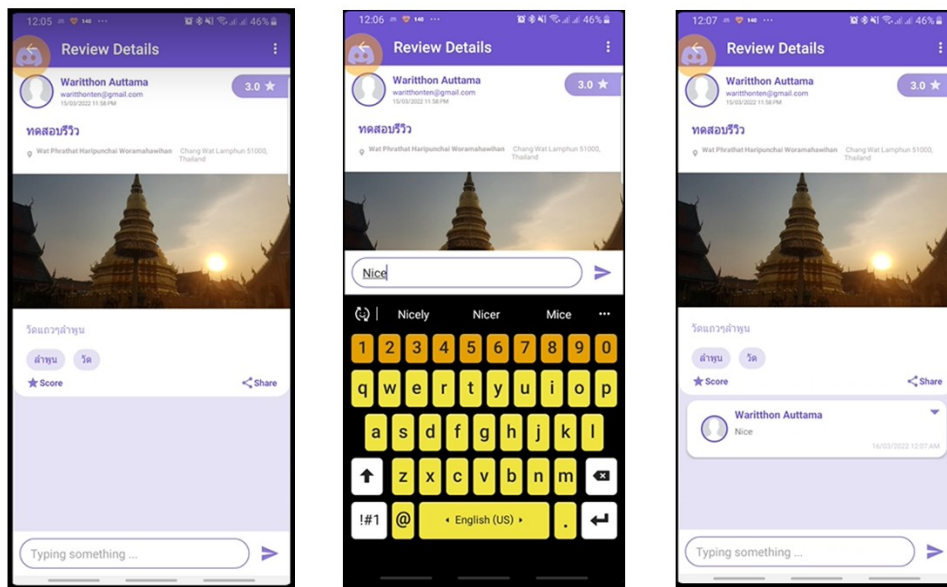 12:05 146 ... 46%
Review Details
Waritthon Auttama
3.0
waritthonten@gmail.com
15/03/2022 11:58 PM
ทดสอบรีวิว
Wat Phrathat Haripunchai Woramahawihan Chang Wat Lamphun 51000,
Thailand
วัดแถวๆลำพูน
ลำพูน วัด
Score Share
Typing something ...
12:06 146 ... 46%
Review Details
Waritthon Auttama
3.0
waritthonten@gmail.com
15/03/2022 11:58 PM
ทดสอบรีวิว
Wat Phrathat Haripunchai Woramahawihan Chang Wat Lamphun 51000,
Thailand
Nice
Nicely Nicer Mice ...
1 2 3 4 5 6 7 8 9 0
q w e r t y u i o p
a s d f g h j k l
z x c v b n m
!#1 @ English (US) .
12:07 146 ... 46%
Review Details
Waritthon Auttama
3.0
waritthonten@gmail.com
15/03/2022 11:58 PM
ทดสอบรีวิว
Wat Phrathat Haripunchai Woramahawihan Chang Wat Lamphun 51000,
Thailand
วัดแถวๆลำพูน
ลำพูน วัด
Score Share
Waritthon Auttama
Nice
16/03/2022 12:07 AM
Typing something ...